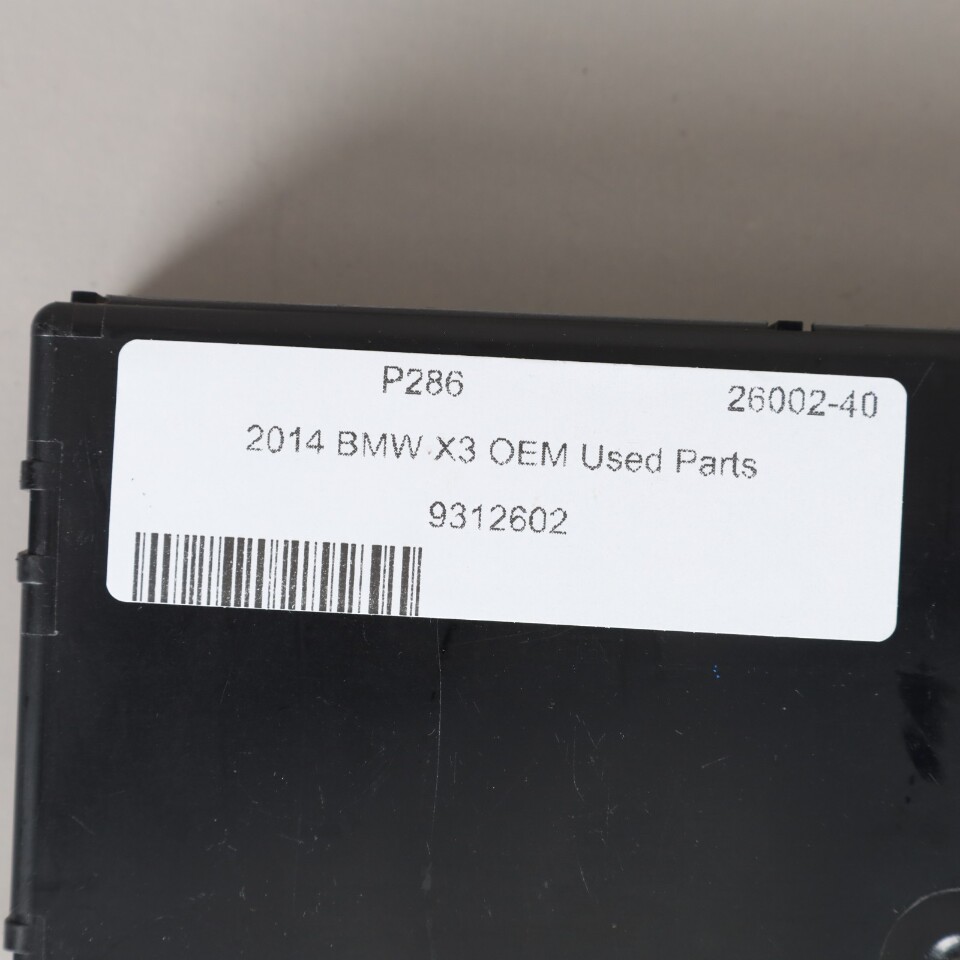 P286 26002-40
2014 BMW X3 OEM Used Parts
9312602